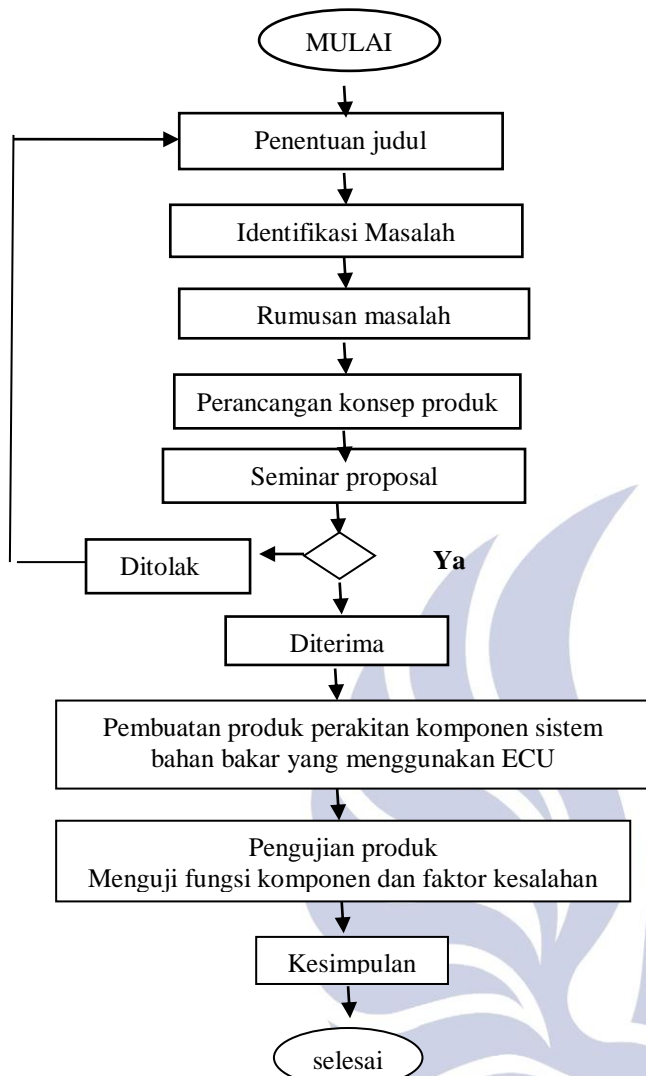 MULAI
Penentuan judul
Identifikasi Masalah
Rumusan masalah
Perancangan konsep produk
Seminar proposal
Ditolak
Ya
Diterima
Pembuatan produk perakitan komponen sistem
bahan bakar yang menggunakan ECU
Pengujian produk
Menguji fungsi komponen dan faktor kesalahan
Kesimpulan
selesai